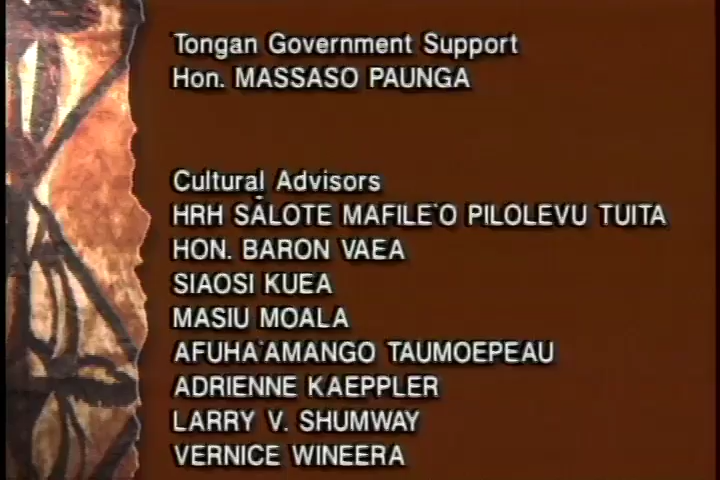 Tongan Government Support
Hon. MASSASO PAUNGA
Cultural Advisors
HRH SĀLOTE MAFILE`O PILOLEVU TUITA
HON. BARON VAEA
SIAOSI KUEA
MASIU MOALA
AFUHA`AMANGO TAUMOEPEAU
ADRIENNE KAEPPLER
LARRY V. SHUMWAY
VERNICE WINEERA